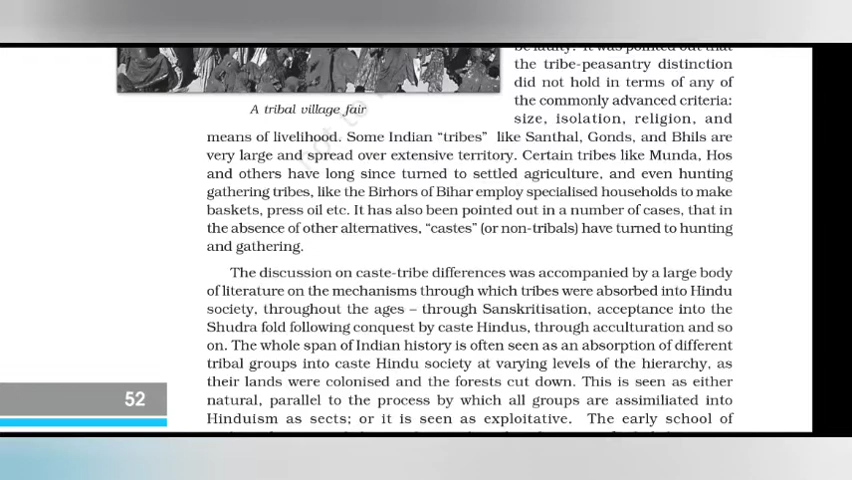 be faulty. It was pointed out that
the tribe-peasantry distinction
did not hold in terms of any of
the commonly advanced criteria:
A tribal village fair
size, isolation, religion, and
means of livelihood. Some Indian “tribes” like Santhal, Gonds, and Bhils are
very large and spread over extensive territory. Certain tribes like Munda, Hos
and others have long since turned to settled agriculture, and even hunting
gathering tribes, like the Birhors of Bihar employ specialised households to make
baskets, press oil etc. It has also been pointed out in a number of cases, that in
the absence of other alternatives, “castes” (or non-tribals) have turned to hunting
and gathering.
The discussion on caste-tribe differences was accompanied by a large body
of literature on the mechanisms through which tribes were absorbed into Hindu
society, throughout the ages – through Sanskritisation, acceptance into the
Shudra fold following conquest by caste Hindus, through acculturation and so
on. The whole span of Indian history is often seen as an absorption of different
tribal groups into caste Hindu society at varying levels of the hierarchy, as
their lands were colonised and the forests cut down. This is seen as either
natural, parallel to the process by which all groups are assimiliated into
Hinduism as sects; or it is seen as exploitative. The early school of
52